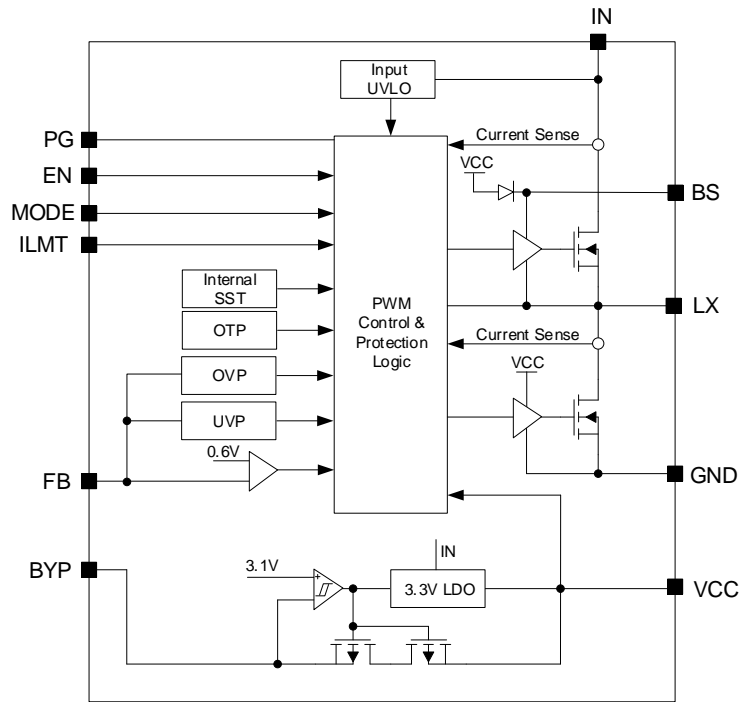 IN
Input
UVLO
PG
Current Sense
EN
VCC
BS
MODE
ILMT
Internal
SST
PWM
Control &
Protection
Logic
LX
OTP
Current Sense
OVP
VCC
UVP
0.6V
FB
GND
BYP
IN
3.1V
+
-
3.3V LDO
VCC